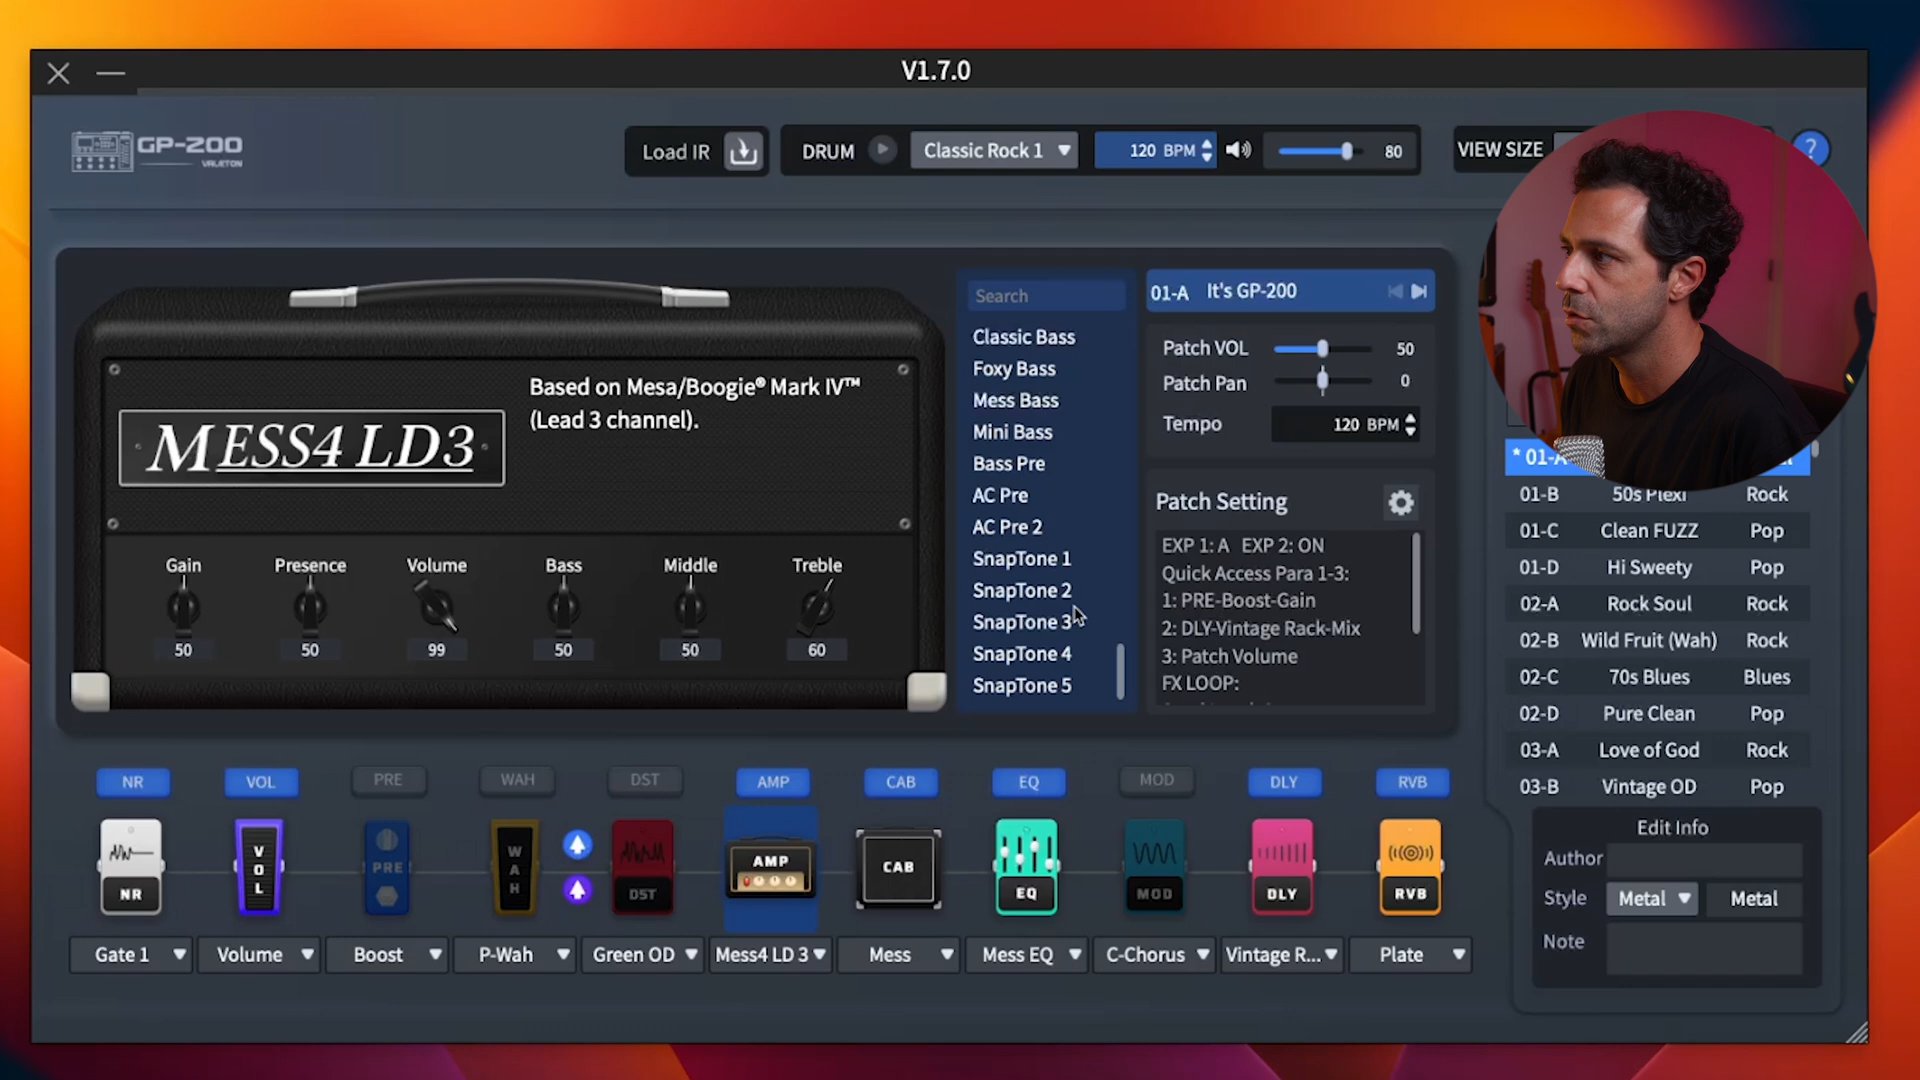 V1.7.0
GP-200
VALETON
Load IR
DRUM
Classic Rock 1
120 BPM
80
VIEW SIZE
?
Based on Mesa/Boogie® Mark IV™
(Lead 3 channel).
MESS4 LD3
Gain
Presence
Volume
Bass
Middle
Treble
50
50
99
50
50
60
Search
Classic Bass
Foxy Bass
Mess Bass
Mini Bass
Bass Pre
AC Pre
AC Pre 2
SnapTone 1
SnapTone 2
SnapTone 3
SnapTone 4
SnapTone 5
01-A It's GP-200
Patch VOL 50
Patch Pan 0
Tempo 120 BPM
Patch Setting
EXP 1: A EXP 2: ON
Quick Access Para 1-3:
1: PRE-Boost-Gain
2: DLY-Vintage Rack-Mix
3: Patch Volume
FX LOOP:
* 01-A
01-B 50s Plexi Rock
01-C Clean FUZZ Pop
01-D Hi Sweety Pop
02-A Rock Soul Rock
02-B Wild Fruit (Wah) Rock
02-C 70s Blues Blues
02-D Pure Clean Pop
03-A Love of God Rock
03-B Vintage OD Pop
NR VOL PRE WAH DST AMP CAB EQ MOD DLY RVB
NR VOL PRE WAH DST AMP CAB EQ MOD DLY RVB
Gate 1 Volume Boost P-Wah Green OD Mess4 LD 3 Mess Mess EQ C-Chorus Vintage R... Plate
Edit Info
Author
Style Metal Metal
Note